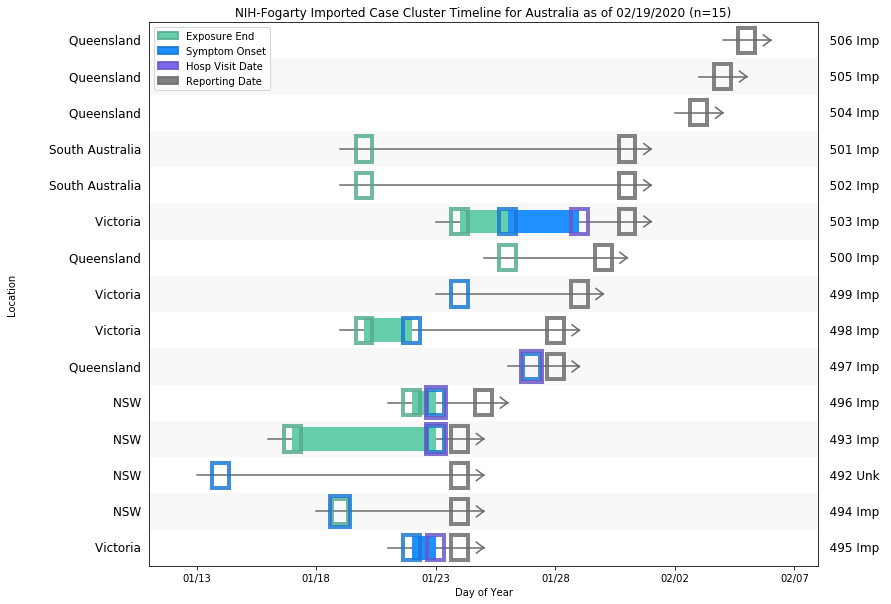 NIH-Fogarty Imported Case Cluster Timeline for Australia as of 02/19/2020 (n=15)
Exposure End
Symptom Onset
Hosp Visit Date
Reporting Date
Queensland 506 Imp
Queensland 505 Imp
Queensland 504 Imp
South Australia 501 Imp
South Australia 502 Imp
Victoria 503 Imp
Queensland 500 Imp
Victoria 499 Imp
Victoria 498 Imp
Queensland 497 Imp
NSW 496 Imp
NSW 493 Imp
NSW 492 Unk
NSW 494 Imp
Victoria 495 Imp
Location
01/13 01/18 01/23 01/28 02/02 02/07
Day of Year